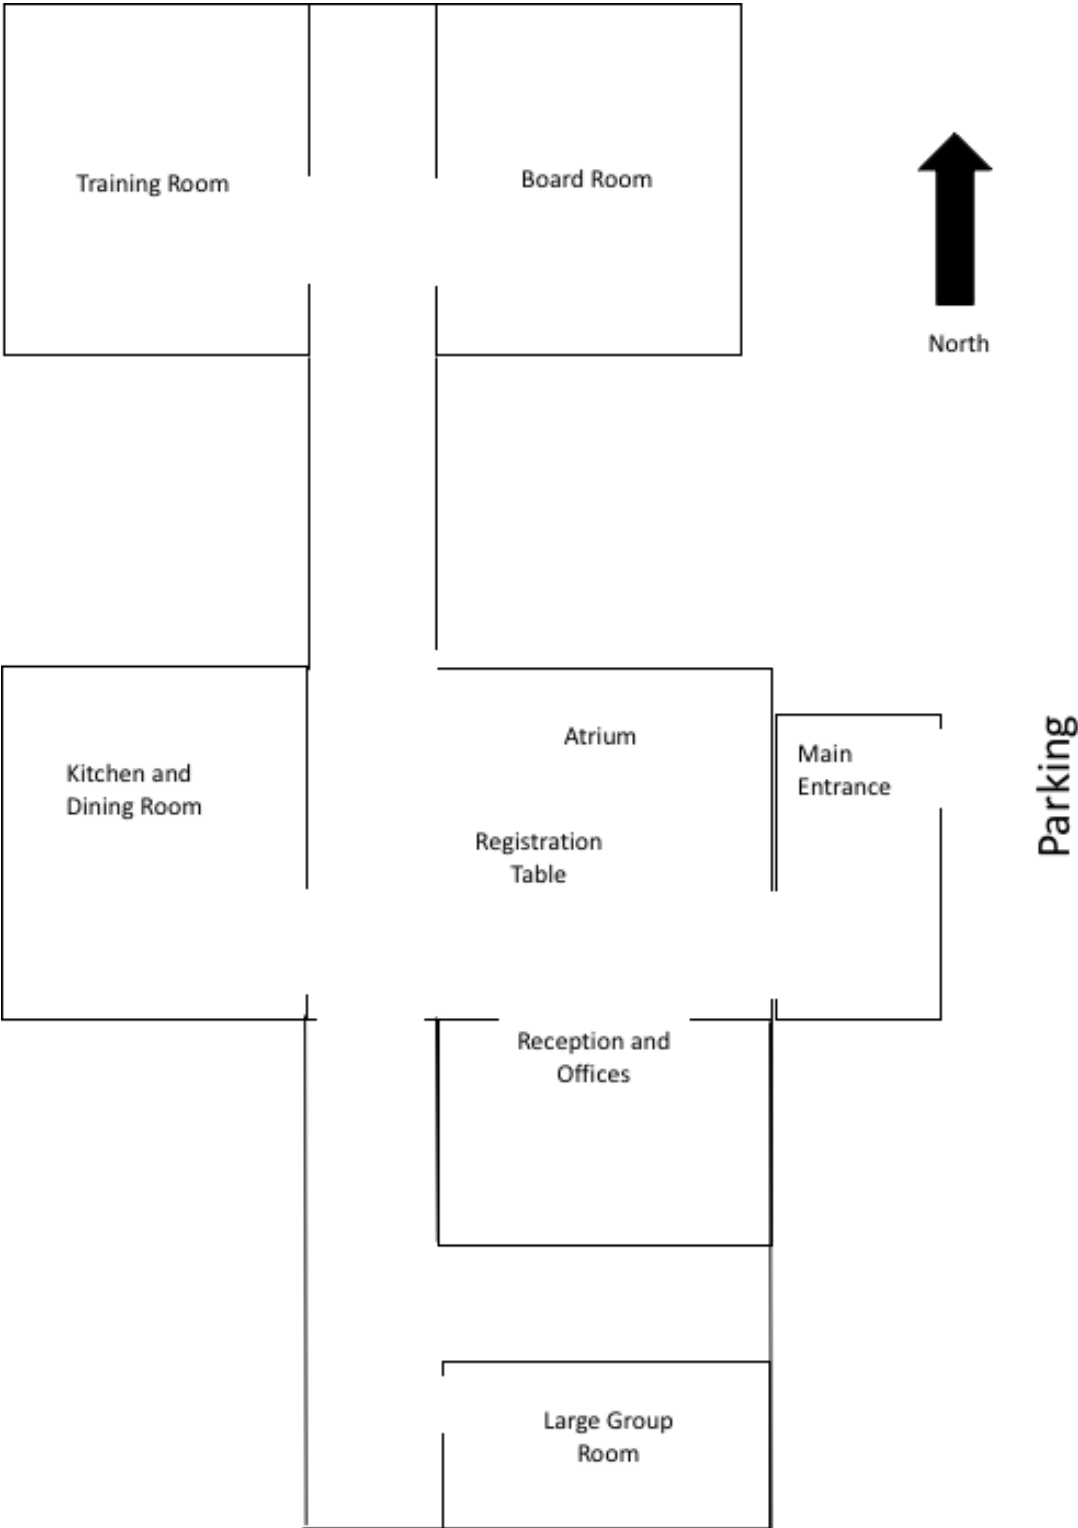 Training Room
Board Room
North
Atrium
Main
Entrance
Kitchen and
Dining Room
Parking
Registration
Table
Reception and
Offices
Large Group
Room